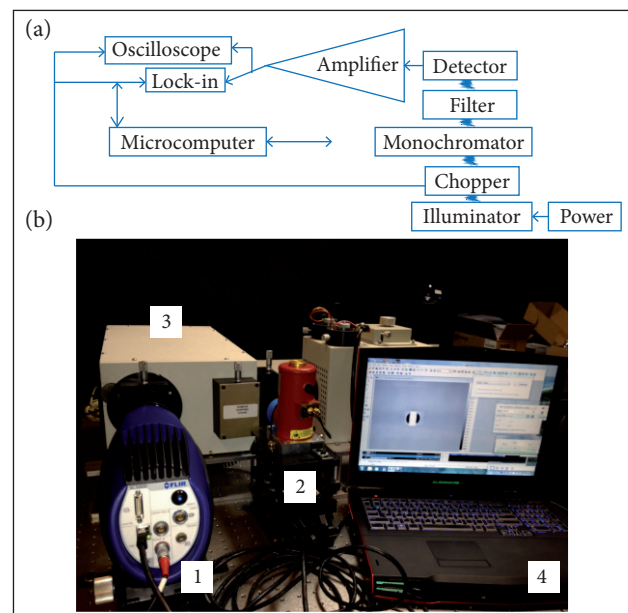 (a)
Oscilloscope
Lock-in
Amplifier
Detector
Filter
Microcomputer
Monochromator
Chopper
Illuminator
Power
(b)
3
2
1
4
FLIR